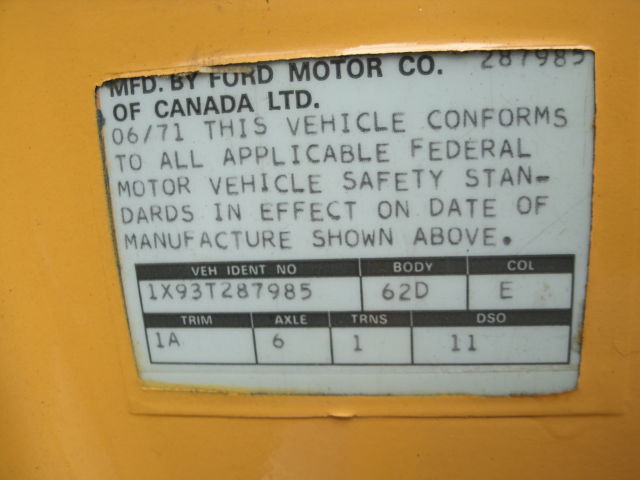 287985
MFD. BY FORD MOTOR CO.
OF CANADA LTD.
06/71 THIS VEHICLE CONFORMS
TO ALL APPLICABLE FEDERAL
MOTOR VEHICLE SAFETY STAN-
DARDS IN EFFECT ON DATE OF
MANUFACTURE SHOWN ABOVE.
VEH IDENT NO BODY COL
1X93T287985 62D E
TRIM AXLE TRNS DSO
1A 6 1 11